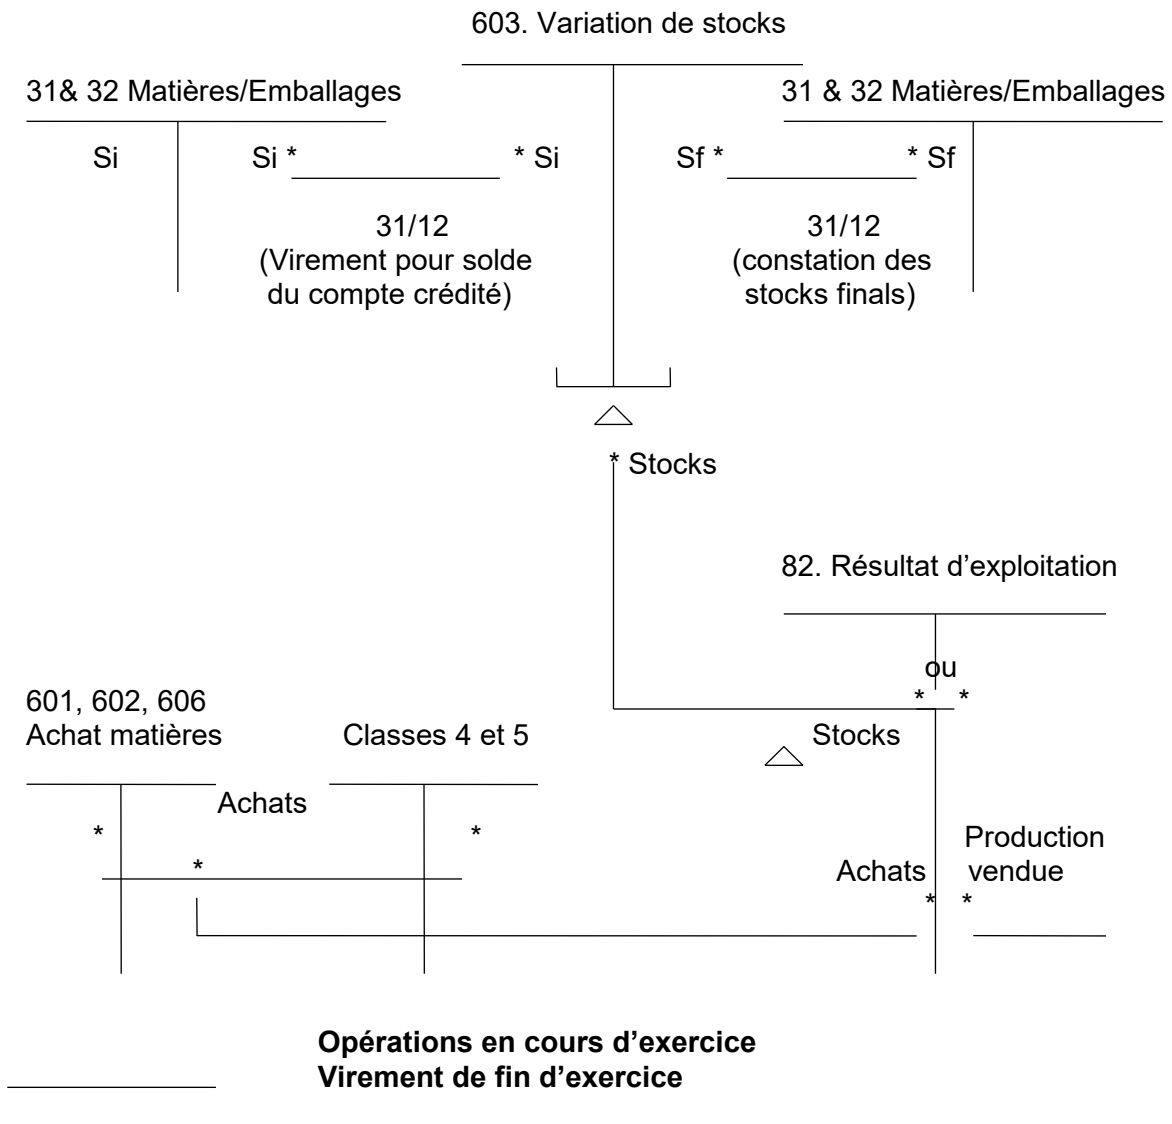 603. Variation de stocks
31& 32 Matières/Emballages
31 & 32 Matières/Emballages
Si
Si *
* Si
Sf *
* Sf
31/12
(Virement pour solde
du compte crédité)
31/12
(constation des
stocks finals)
* Stocks
82. Résultat d’exploitation
ou
* *
601, 602, 606
Achat matières
Classes 4 et 5
Stocks
Achats
*
*
*
Production
Achats
vendue
* *
Opérations en cours d’exercice
Virement de fin d’exercice